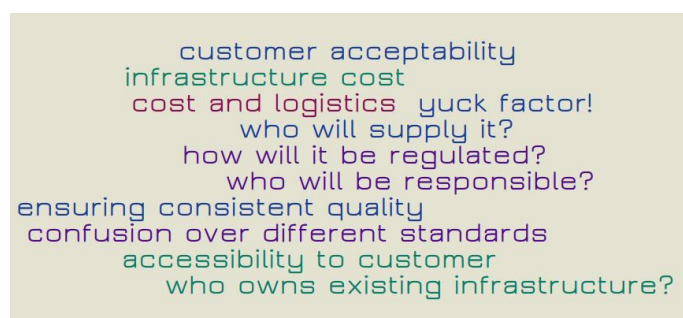 customer acceptability
infrastructure cost
cost and logistics yuck factor!
who will supply it?
how will it be regulated?
who will be responsible?
ensuring consistent quality
confusion over different standards
accessibility to customer
who owns existing infrastructure?